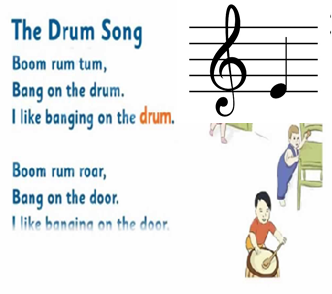 The Drum Song
Boom rum tum,
Bang on the drum.
I like banging on the drum.
Boom rum roar,
Bang on the door.
I like banging on the door.